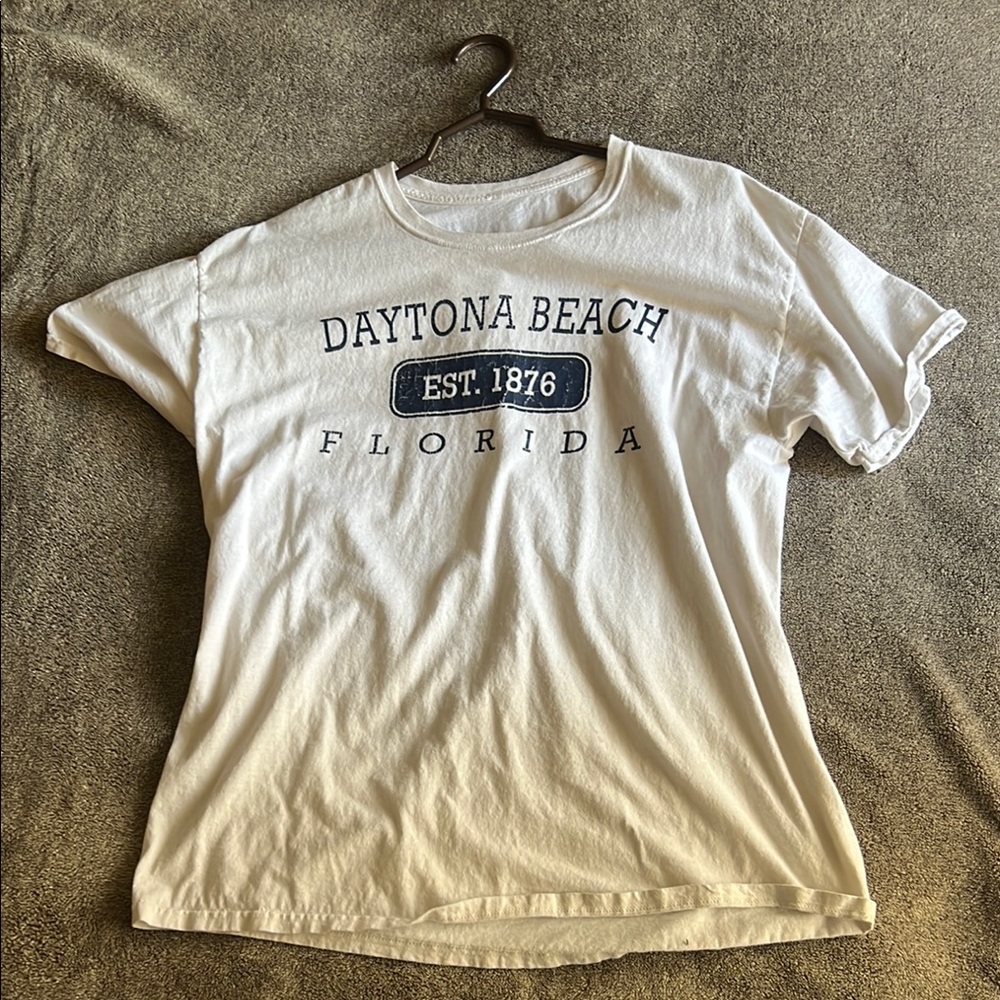 DAYTONA BEACH
EST. 1876
FLORIDA